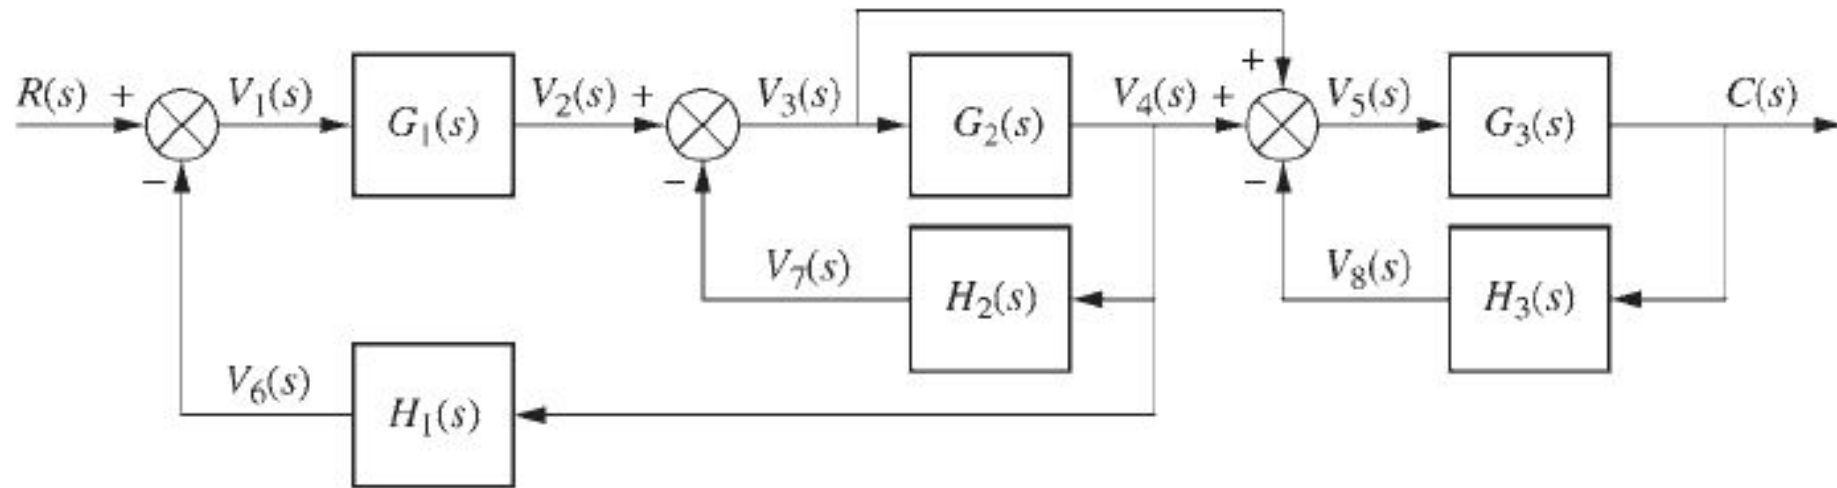 R(s) + V₁(s) G₁(s) V₂(s) + V₃(s) G₂(s) V₄(s) + + V₅(s) G₃(s) C(s)
− − −
V₇(s) H₂(s) V₈(s) H₃(s)
V₆(s) H₁(s)